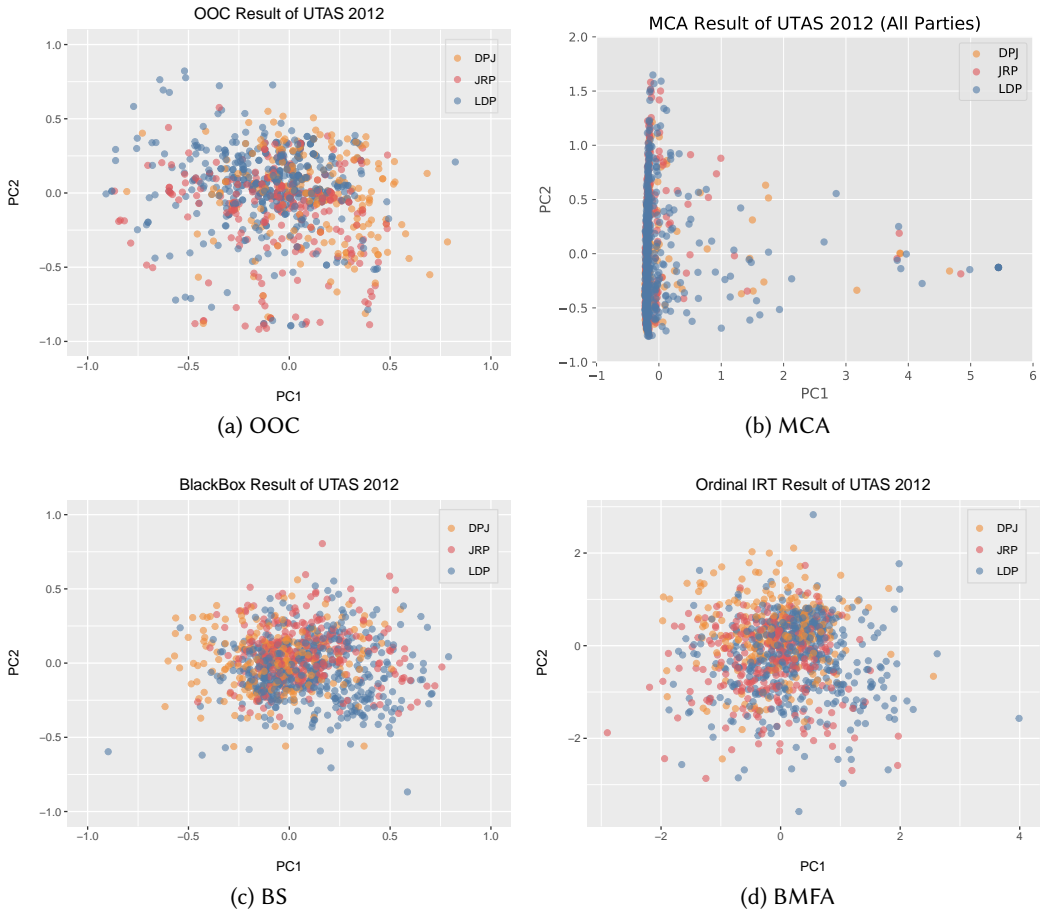 OOC Result of UTAS 2012
1.0
0.5
0.0
−0.5
−1.0
−1.0
−0.5
0.0
0.5
1.0
PC2
PC1
DPJ
JRP
LDP
(a) OOC
MCA Result of UTAS 2012 (All Parties)
2.0
1.5
1.0
0.5
0.0
−0.5
−1.0
−1
0
1
2
3
4
5
6
PC2
PC1
DPJ
JRP
LDP
(b) MCA
BlackBox Result of UTAS 2012
1.0
0.5
0.0
−0.5
−1.0
−1.0
−0.5
0.0
0.5
1.0
PC2
PC1
DPJ
JRP
LDP
(c) BS
Ordinal IRT Result of UTAS 2012
2
0
−2
−2
0
2
4
PC2
PC1
DPJ
JRP
LDP
(d) BMFA